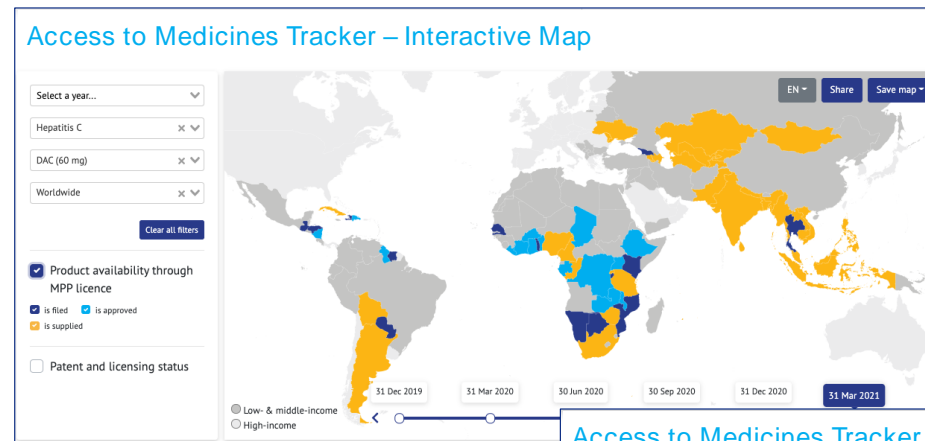 Access to Medicines Tracker – Interactive Map
EN
Share
Save map
Select a year...
Hepatitis C
DAC (60 mg)
Worldwide
Clear all filters
Product availability through
MPP licence
is filed
is approved
is supplied
Patent and licensing status
Low- & middle-income
High-income
31 Dec 2019
31 Mar 2020
30 Jun 2020
30 Sep 2020
31 Dec 2020
31 Mar 2021
Access to Medicines Tracker